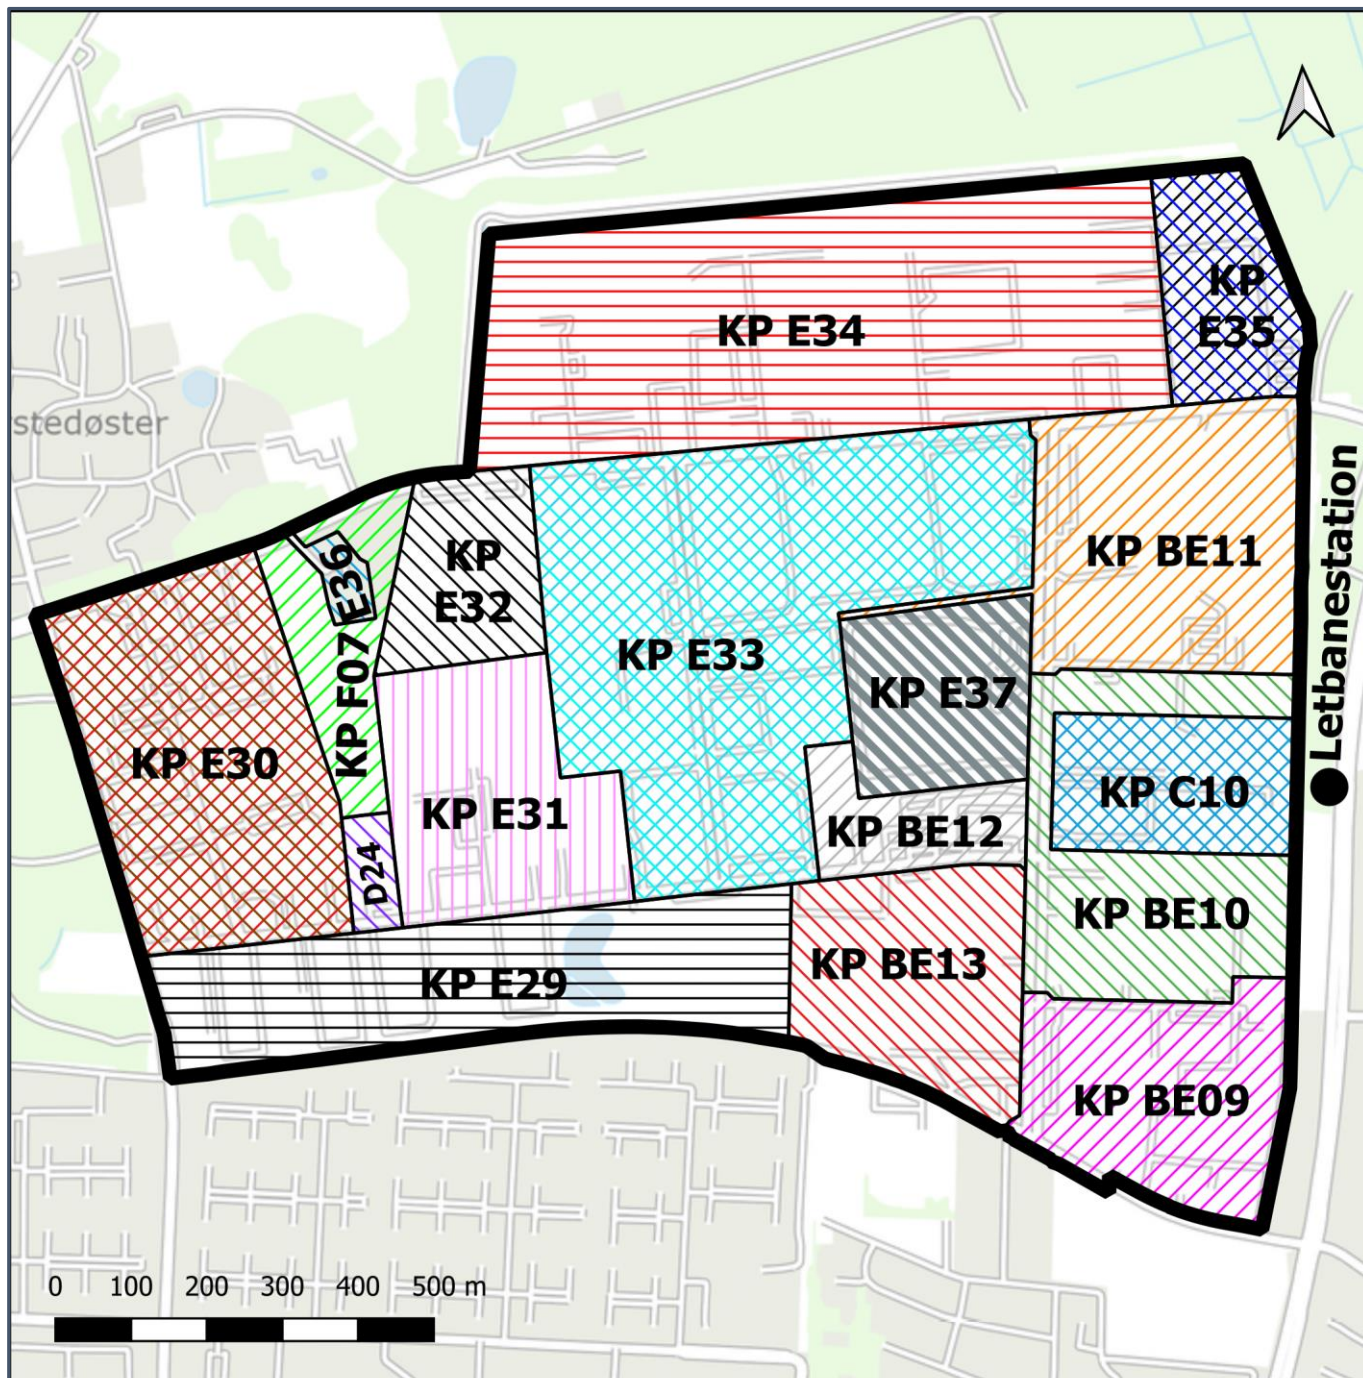 KP E34
KP
E35
stedøster
Letbanestation
KP BE11
KP
E32
E36
KP E33
KP E37
KP F07
KP E30
KP C10
KP E31
KP BE12
D24
KP BE10
KP BE13
KP E29
KP BE09
0 100 200 300 400 500 m